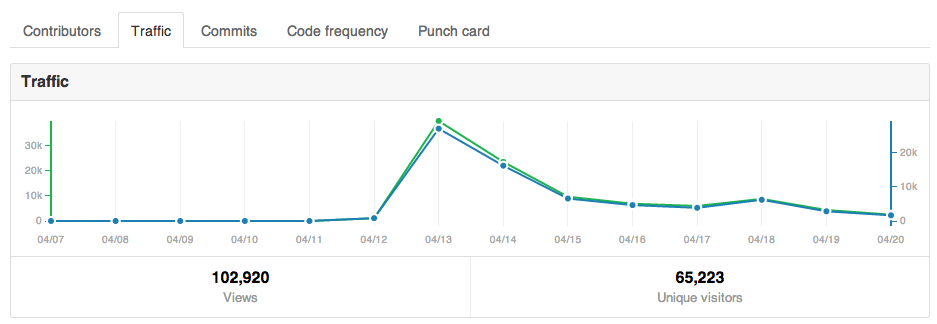 Contributors Traffic Commits Code frequency Punch card
Traffic
30k
20k
10k
0
20k
10k
0
04/07 04/08 04/09 04/10 04/11 04/12 04/13 04/14 04/15 04/16 04/17 04/18 04/19 04/20
102,920 65,223
Views Unique visitors